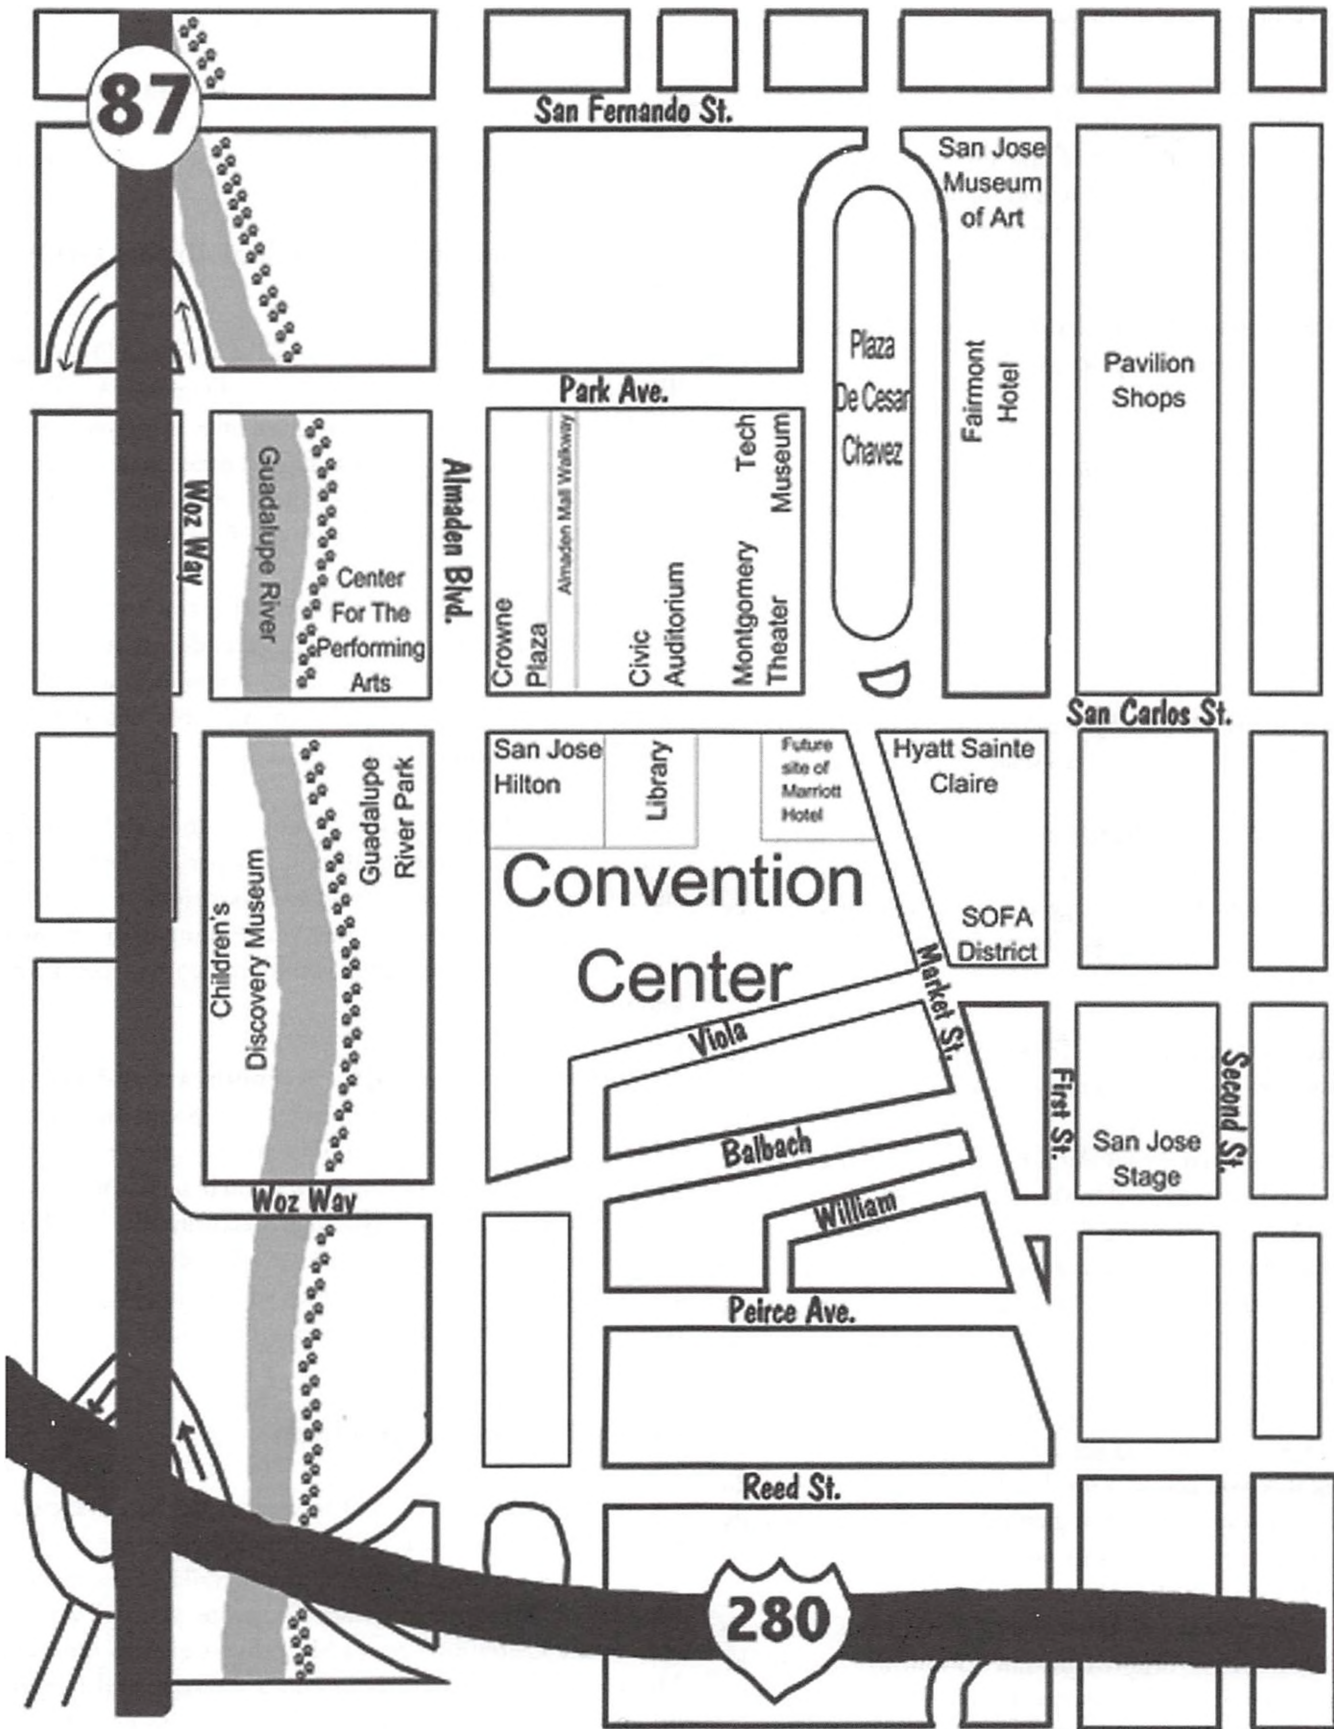 87
San Fernando St.
San Jose
Museum
of Art
Plaza
De Cesar
Chavez
Fairmont
Hotel
Pavilion
Shops
Park Ave.
Woz Way
Guadalupe River
Center
For The
Performing
Arts
Almaden Blvd.
Crowne
Plaza
Almaden Mall Walkway
Civic
Auditorium
Montgomery
Theater
Tech
Museum
San Carlos St.
San Jose
Hilton
Library
Future
site of
Marriott
Hotel
Hyatt Sainte
Claire
Guadalupe
River Park
Children's
Discovery Museum
Convention
Center
SOFA
District
Market St.
Viola
First St.
Second St.
Balbach
San Jose
Stage
Woz Way
William
Peirce Ave.
Reed St.
280